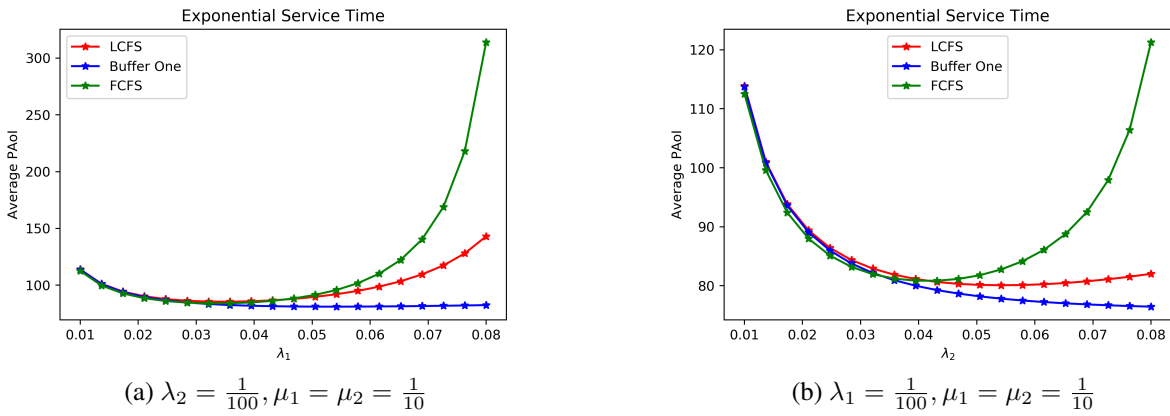 Exponential Service Time
LCFS
Buffer One
FCFS
300
250
200
150
100
Average PAoI
0.01 0.02 0.03 0.04 0.05 0.06 0.07 0.08
λ₁
(a) λ₂ = 1/100, μ₁ = μ₂ = 1/10
Exponential Service Time
LCFS
Buffer One
FCFS
120
110
100
90
80
Average PAoI
0.01 0.02 0.03 0.04 0.05 0.06 0.07 0.08
λ₂
(b) λ₁ = 1/100, μ₁ = μ₂ = 1/10